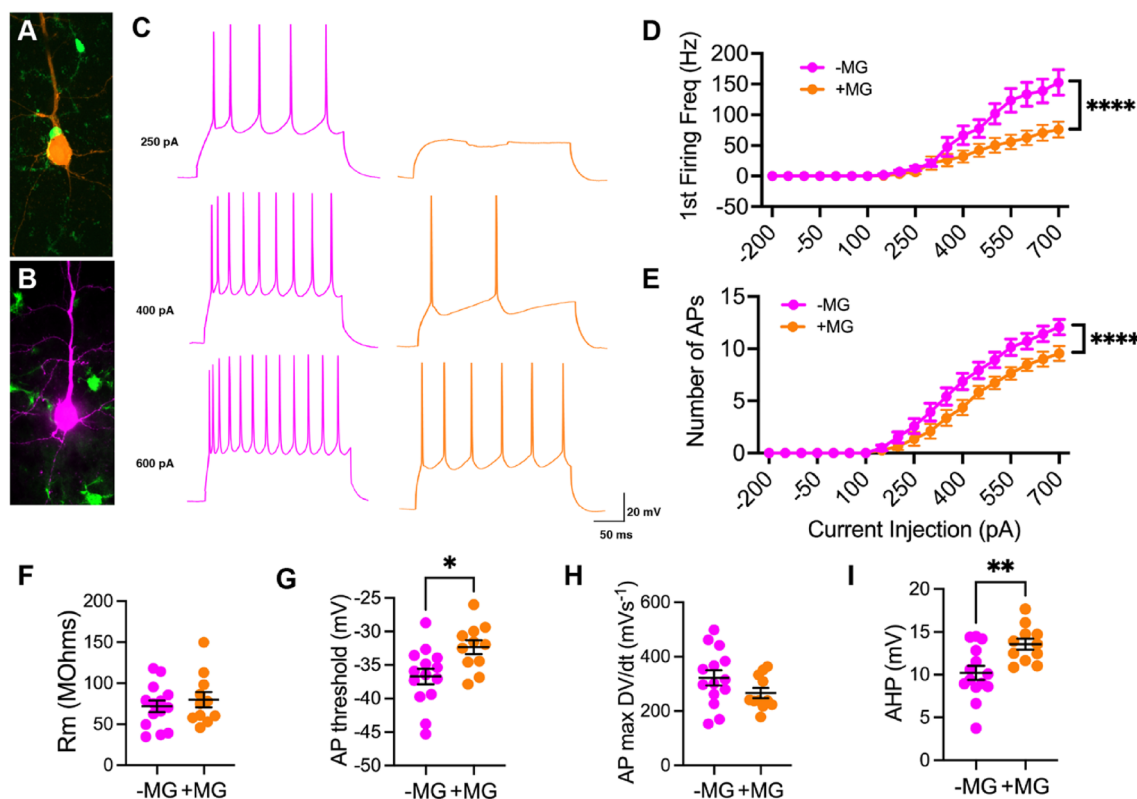 A
B
C
250 pA
400 pA
600 pA
20 mV
50 ms
D
1st Firing Freq (Hz)
200
150
100
50
0
-50
-MG
+MG
****
-200
-50
100
250
400
550
700
E
Number of APs
15
10
5
0
-MG
+MG
****
-200
-50
100
250
400
550
700
Current Injection (pA)
F
Rm (MOhms)
200
150
100
50
0
-MG +MG
G
AP threshold (mV)
-25
-30
-35
-40
-45
-50
*
-MG +MG
H
AP max DV/dt (mVs-1)
600
400
200
0
-MG +MG
I
AHP (mV)
20
15
10
5
0
**
-MG +MG